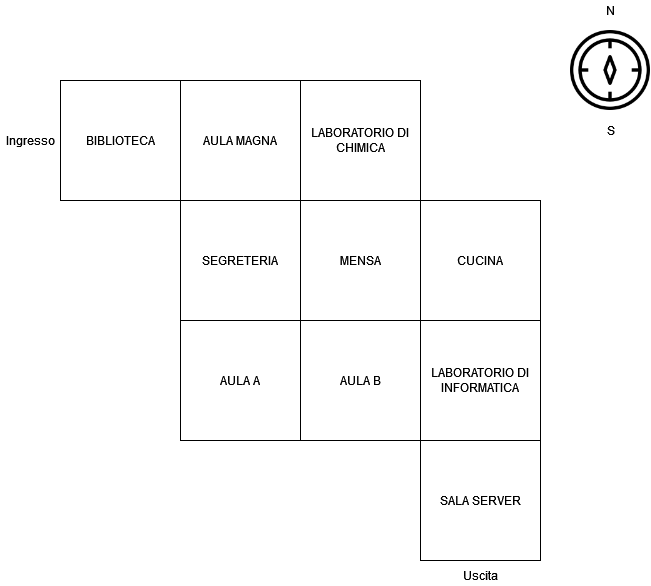 N
S
Ingresso
BIBLIOTECA
AULA MAGNA
LABORATORIO DI
CHIMICA
SEGRETERIA
MENSA
CUCINA
AULA A
AULA B
LABORATORIO DI
INFORMATICA
SALA SERVER
Uscita